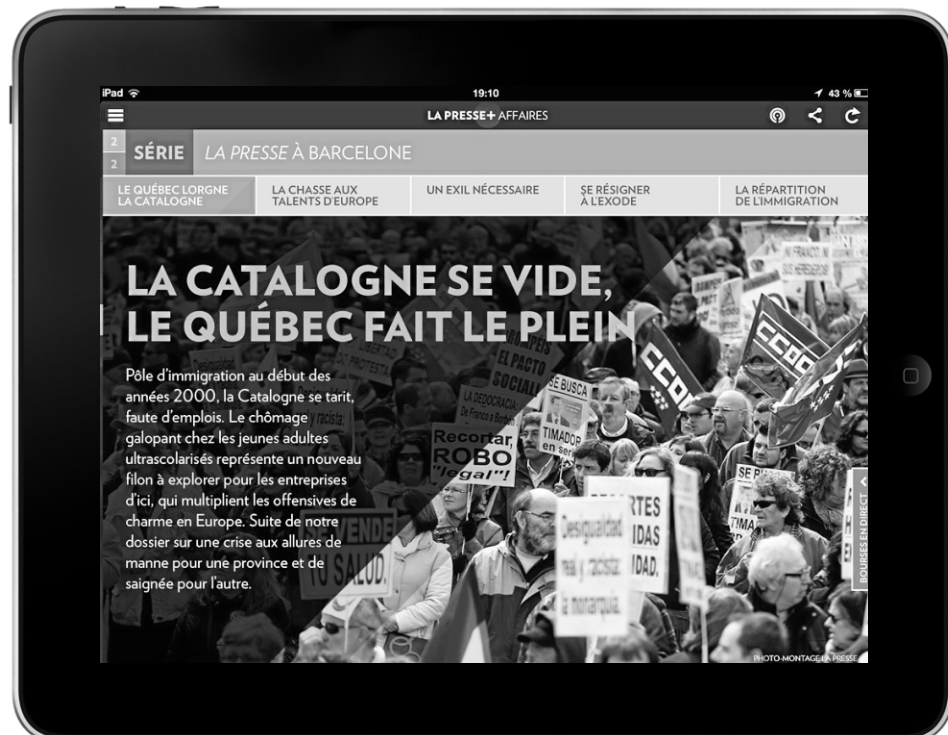 iPad 19:10 43 %
LA PRESSE+ AFFAIRES
2
2
SÉRIE LA PRESSE À BARCELONE
LE QUÉBEC LORGNE
LA CATALOGNE
LA CHASSE AUX
TALENTS D'EUROPE
UN EXIL NÉCESSAIRE
SE RÉSIGNER
À L'EXODE
LA RÉPARTITION
DE L'IMMIGRATION
LA CATALOGNE SE VIDE,
LE QUÉBEC FAIT LE PLEIN
Pôle d'immigration au début des
années 2000, la Catalogne se tarit,
faute d'emplois. Le chômage
galopant chez les jeunes adultes
ultrascolarisés représente un nouveau
filon à explorer pour les entreprises
d'ici, qui multiplient les offensives de
charme en Europe. Suite de notre
dossier sur une crise aux allures de
manne pour une province et de
saignée pour l'autre.
EL PACTO
SOCIAL
SE BUSCA
TIMADOR
en
LA DEDOCRACIA
De Franco a
Recortar,
ROBO
"legal"!
CCOO
CCOO
Desigualdad
real y racista:
la monarquía.
TU SALUD.
BOURSES EN DIRECT
PHOTO-MONTAGE LA PRESSE